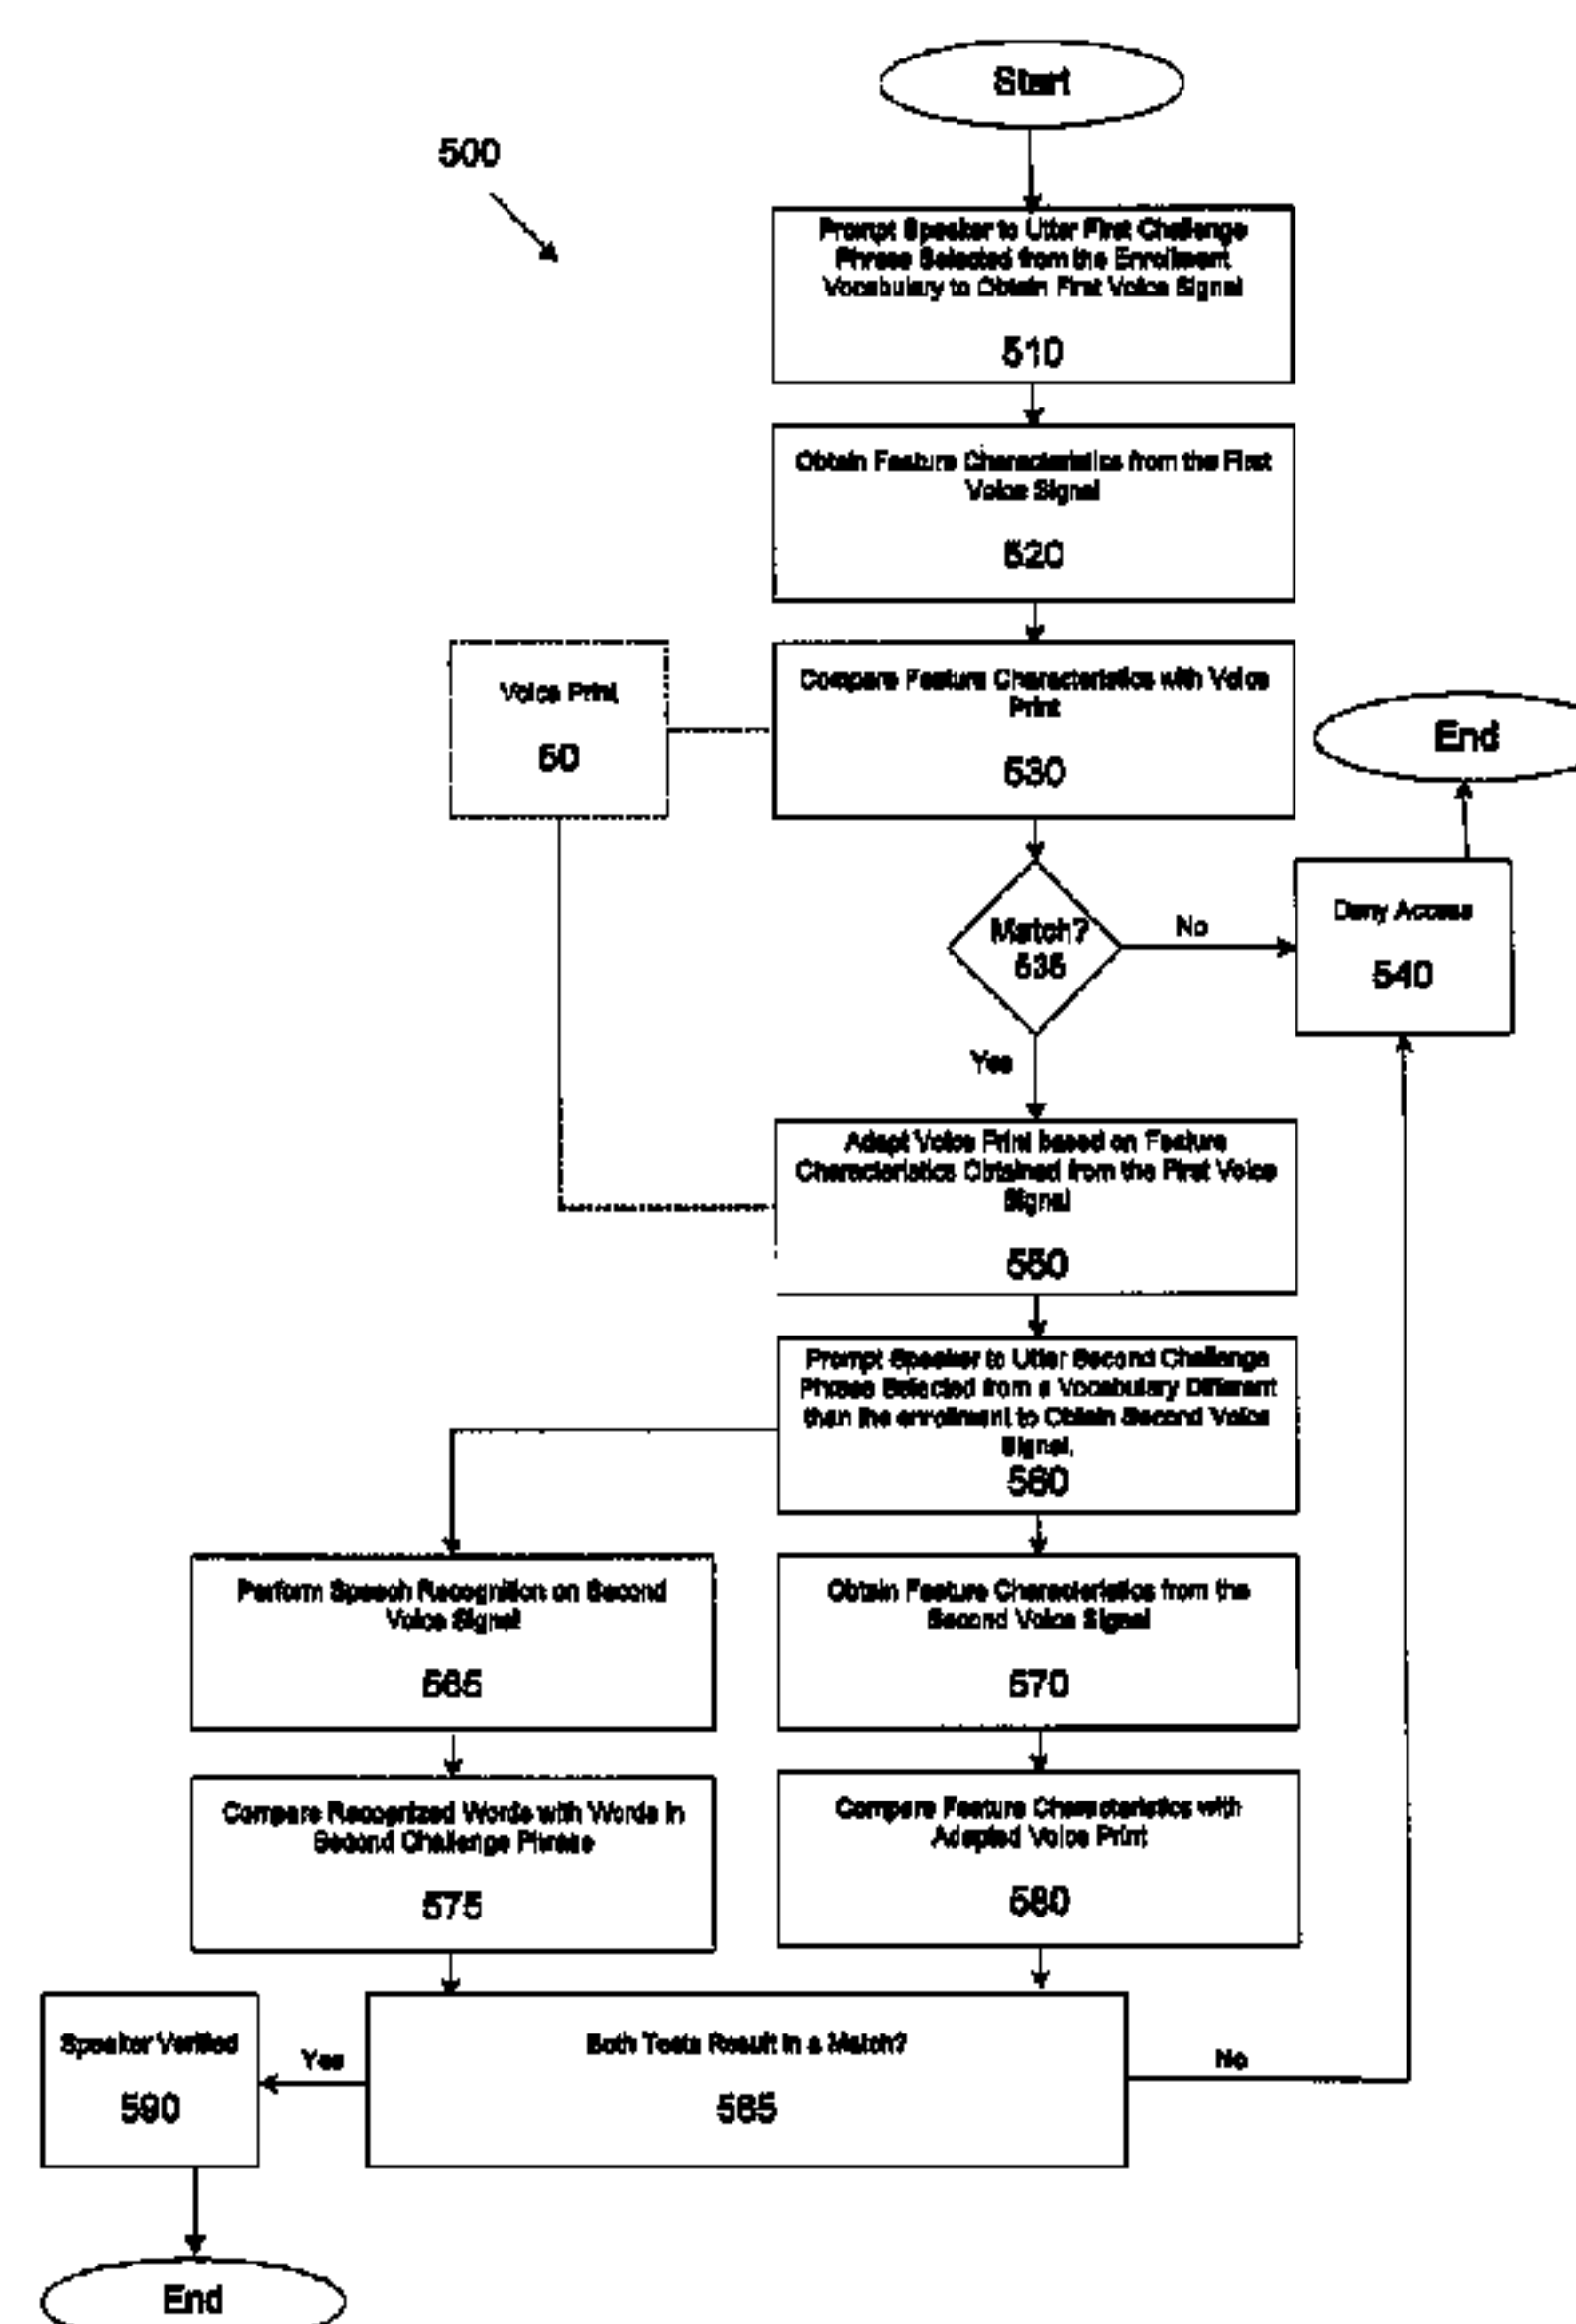 Start
500
Prompt Speaker to Utter First Challenge
Phrase Selected from the Enrollment
Vocabulary to Obtain First Voice Signal
510
Obtain Feature Characteristics from the First
Voice Signal
520
Voice Print
50
Compare Feature Characteristics with Voice
Print
530
End
Match?
535
No
Deny Access
540
Yes
Adapt Voice Print based on Feature
Characteristics Obtained from the First Voice
Signal
550
Prompt Speaker to Utter Second Challenge
Phrase Selected from a Vocabulary Different
than the enrollment to Obtain Second Voice
Signal.
560
Perform Speech Recognition on Second
Voice Signal
565
Obtain Feature Characteristics from the
Second Voice Signal
570
Compare Recognized Words with Words in
Second Challenge Phrase
575
Compare Feature Characteristics with
Adapted Voice Print
580
Speaker Verified
590
Yes
Both Tests Result in a Match?
585
No
End